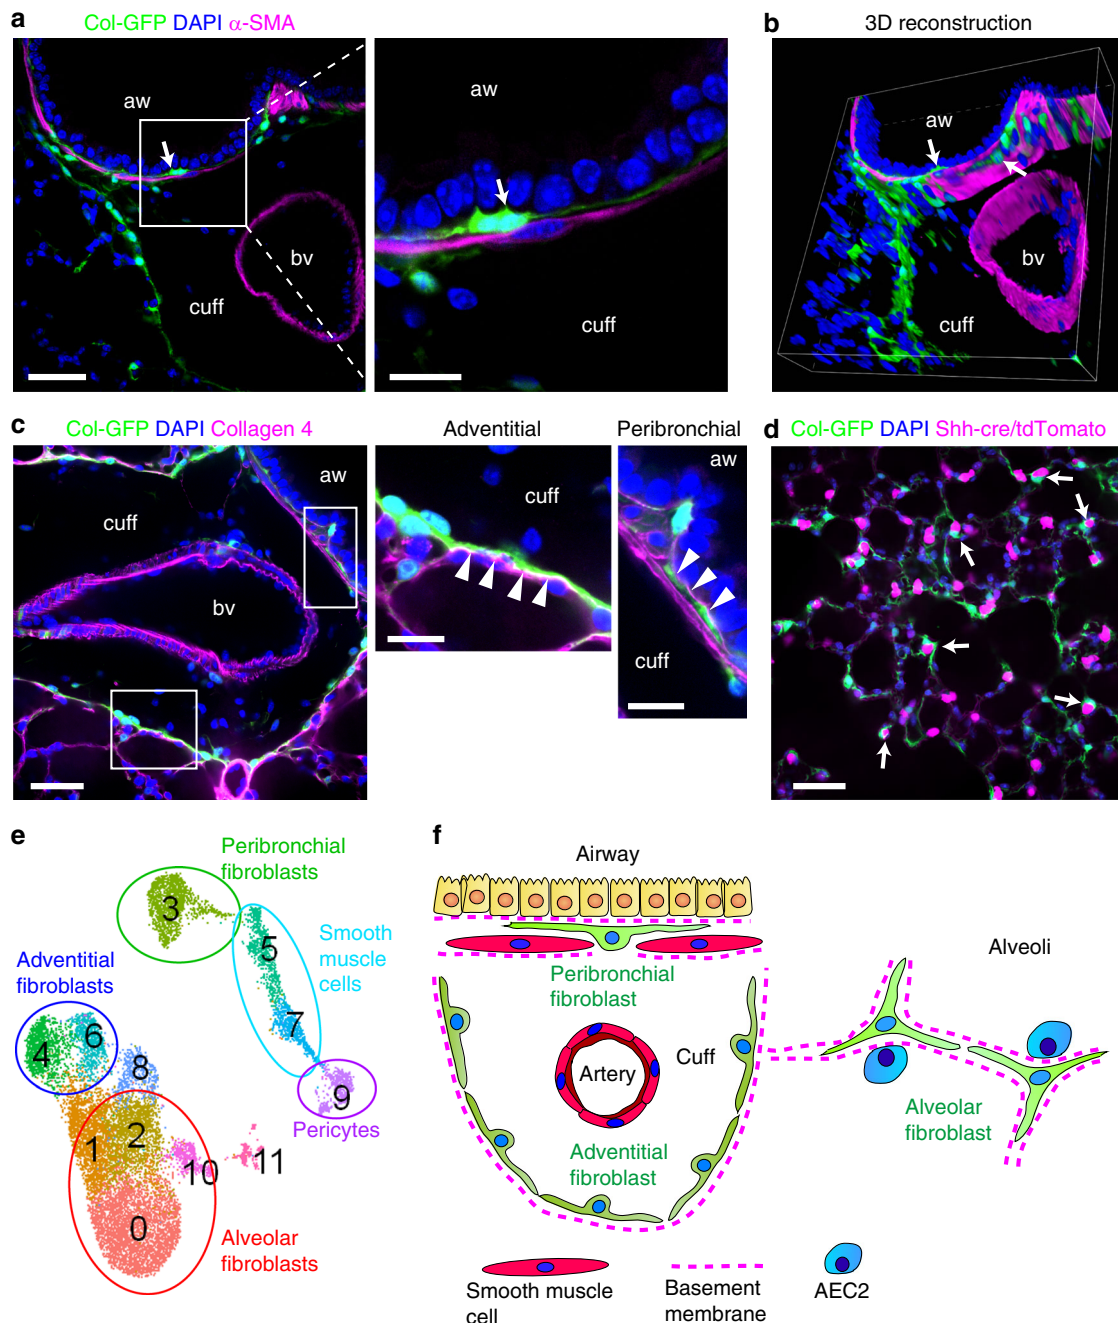 a
Col-GFP DAPI α-SMA
aw
bv
cuff
aw
cuff
b
3D reconstruction
aw
bv
cuff
c
Col-GFP DAPI Collagen 4
aw
cuff
bv
Adventitial
cuff
Peribronchial
aw
cuff
d
Col-GFP DAPI Shh-cre/tdTomato
e
Peribronchial
fibroblasts
3
5
Smooth
muscle
cells
7
Adventitial
fibroblasts
4
6
8
9
Pericytes
1
2
10
11
0
Alveolar
fibroblasts
f
Airway
Peribronchial
fibroblast
Cuff
Artery
Adventitial
fibroblast
Alveoli
Alveolar
fibroblast
Smooth muscle
cell
Basement
membrane
AEC2